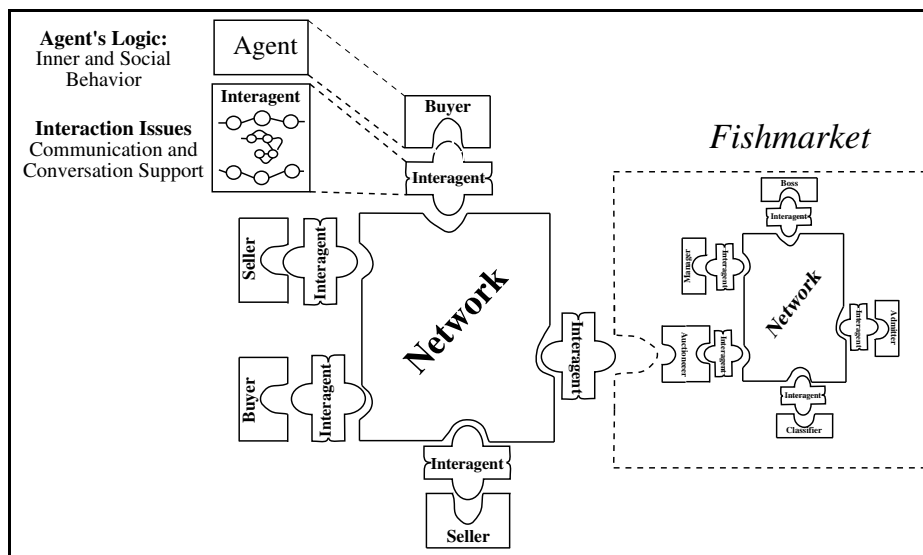 Agent's Logic:
Inner and Social
Behavior
Agent
Interagent
Interaction Issues
Communication and
Conversation Support
Buyer
Interagent
Fishmarket
Seller
Interagent
Network
Interagent
Buyer
Interagent
Interagent
Seller
Boss
Interagent
Manager
Interagent
Network
Interagent
Admitter
Auctioneer
Interagent
Interagent
Classifier